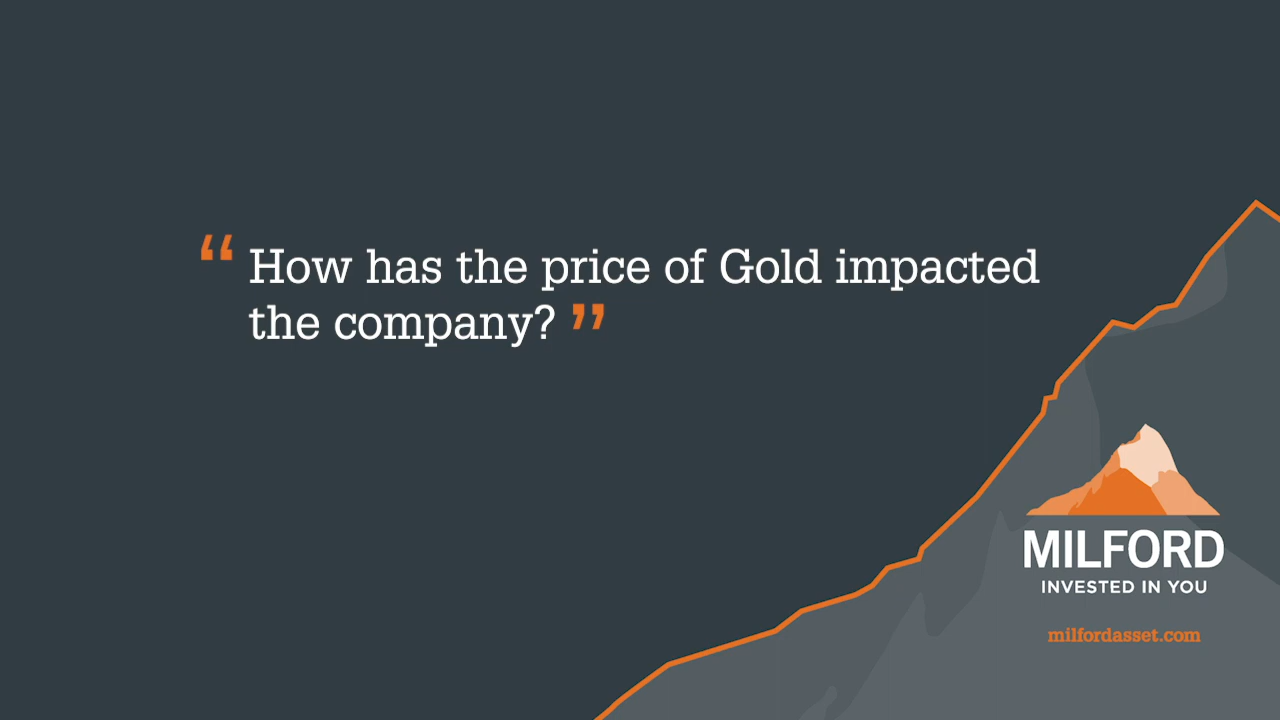 “ How has the price of Gold impacted
the company? ”
MILFORD
INVESTED IN YOU
milfordasset.com